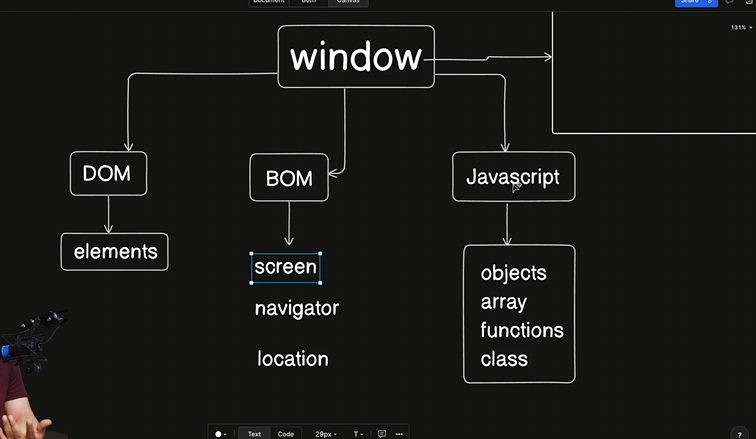 Document Both Canvas
Share
131%
window
DOM
BOM
Javascript
elements
screen
navigator
location
objects
array
functions
class
Text Code 29px T
?